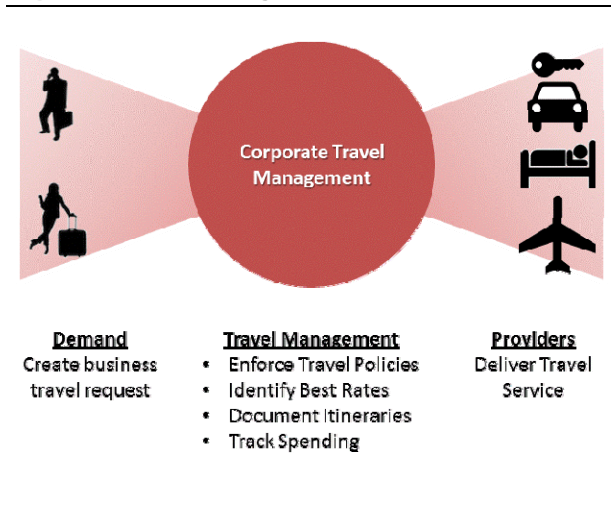 Corporate Travel
Management
Demand
Create business
travel request
Travel Management
• Enforce Travel Policies
• Identify Best Rates
• Document Itineraries
• Track Spending
Providers
Deliver Travel
Service